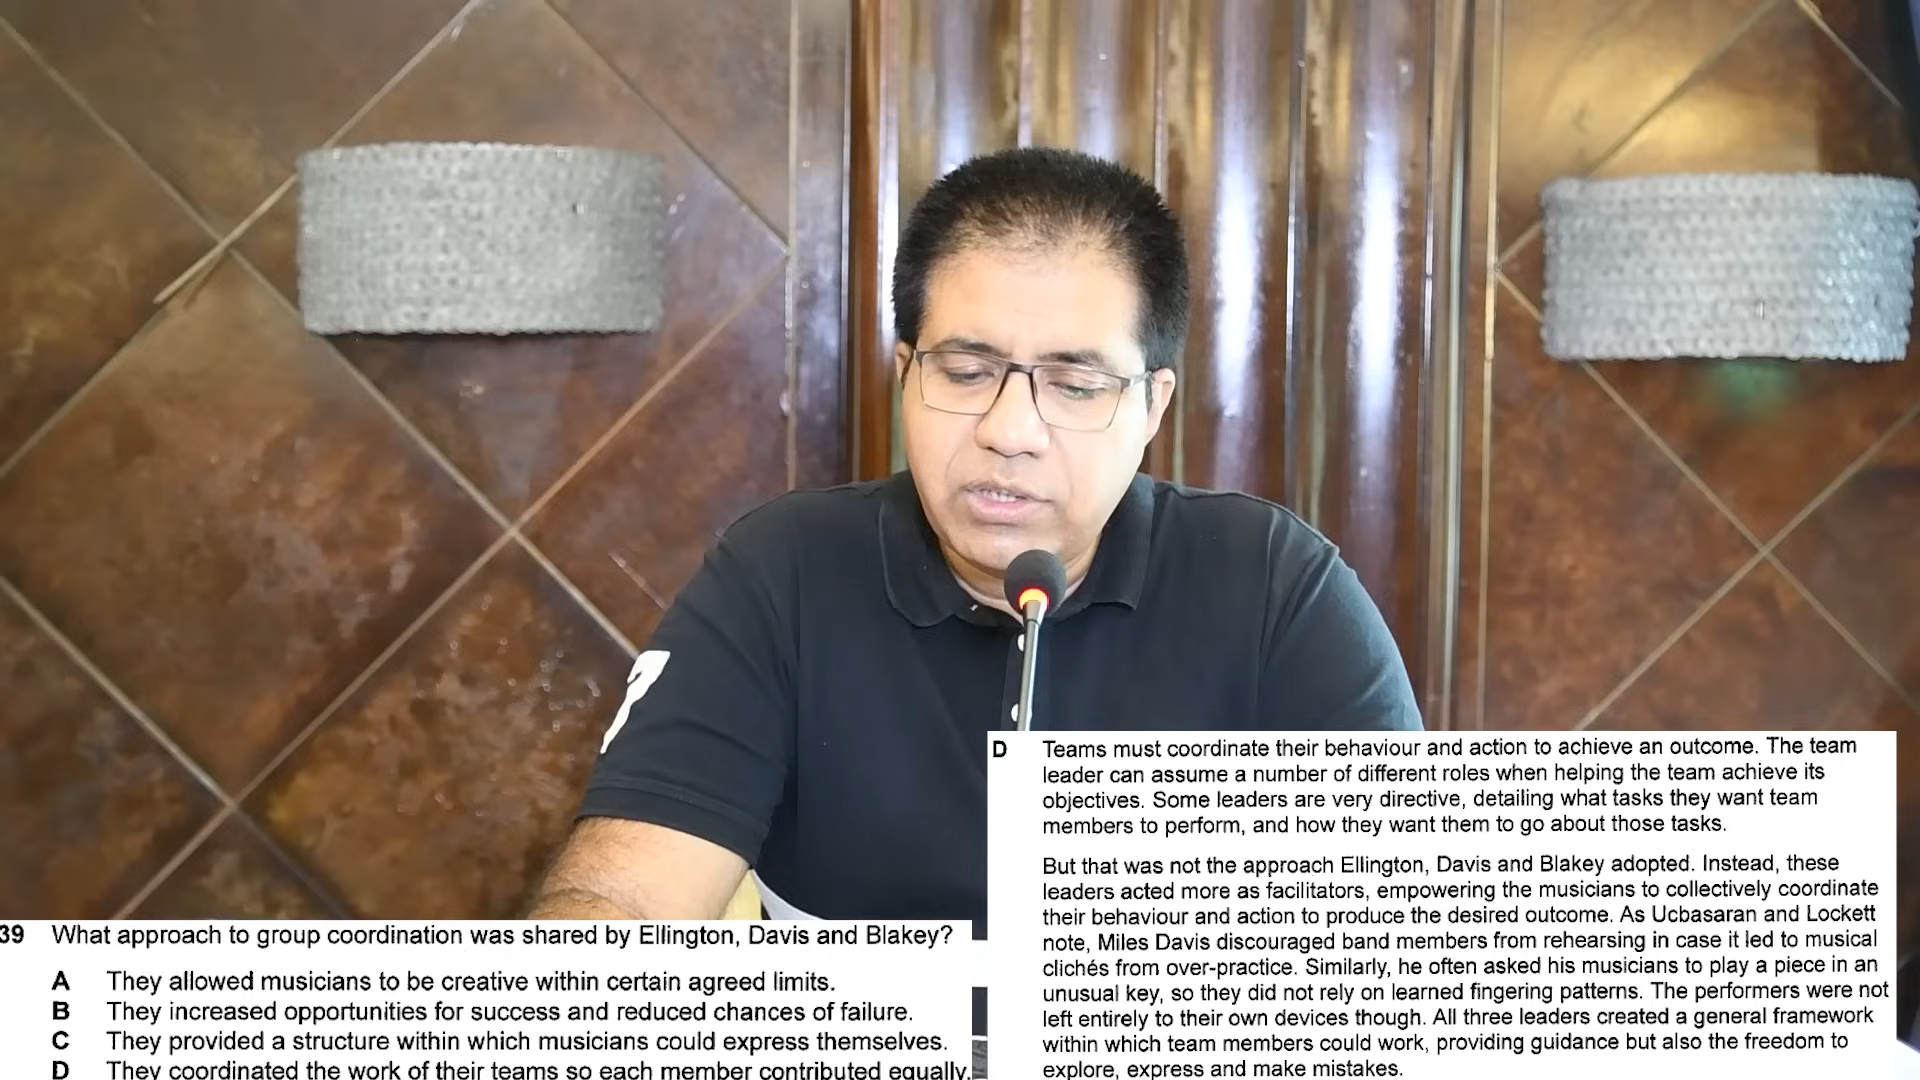 39 What approach to group coordination was shared by Ellington, Davis and Blakey?
A They allowed musicians to be creative within certain agreed limits.
B They increased opportunities for success and reduced chances of failure.
C They provided a structure within which musicians could express themselves.
D They coordinated the work of their teams so each member contributed equally.
D Teams must coordinate their behaviour and action to achieve an outcome. The team
leader can assume a number of different roles when helping the team achieve its
objectives. Some leaders are very directive, detailing what tasks they want team
members to perform, and how they want them to go about those tasks.
But that was not the approach Ellington, Davis and Blakey adopted. Instead, these
leaders acted more as facilitators, empowering the musicians to collectively coordinate
their behaviour and action to produce the desired outcome. As Ucbasaran and Lockett
note, Miles Davis discouraged band members from rehearsing in case it led to musical
clichés from over-practice. Similarly, he often asked his musicians to play a piece in an
unusual key, so they did not rely on learned fingering patterns. The performers were not
left entirely to their own devices though. All three leaders created a general framework
within which team members could work, providing guidance but also the freedom to
explore, express and make mistakes.